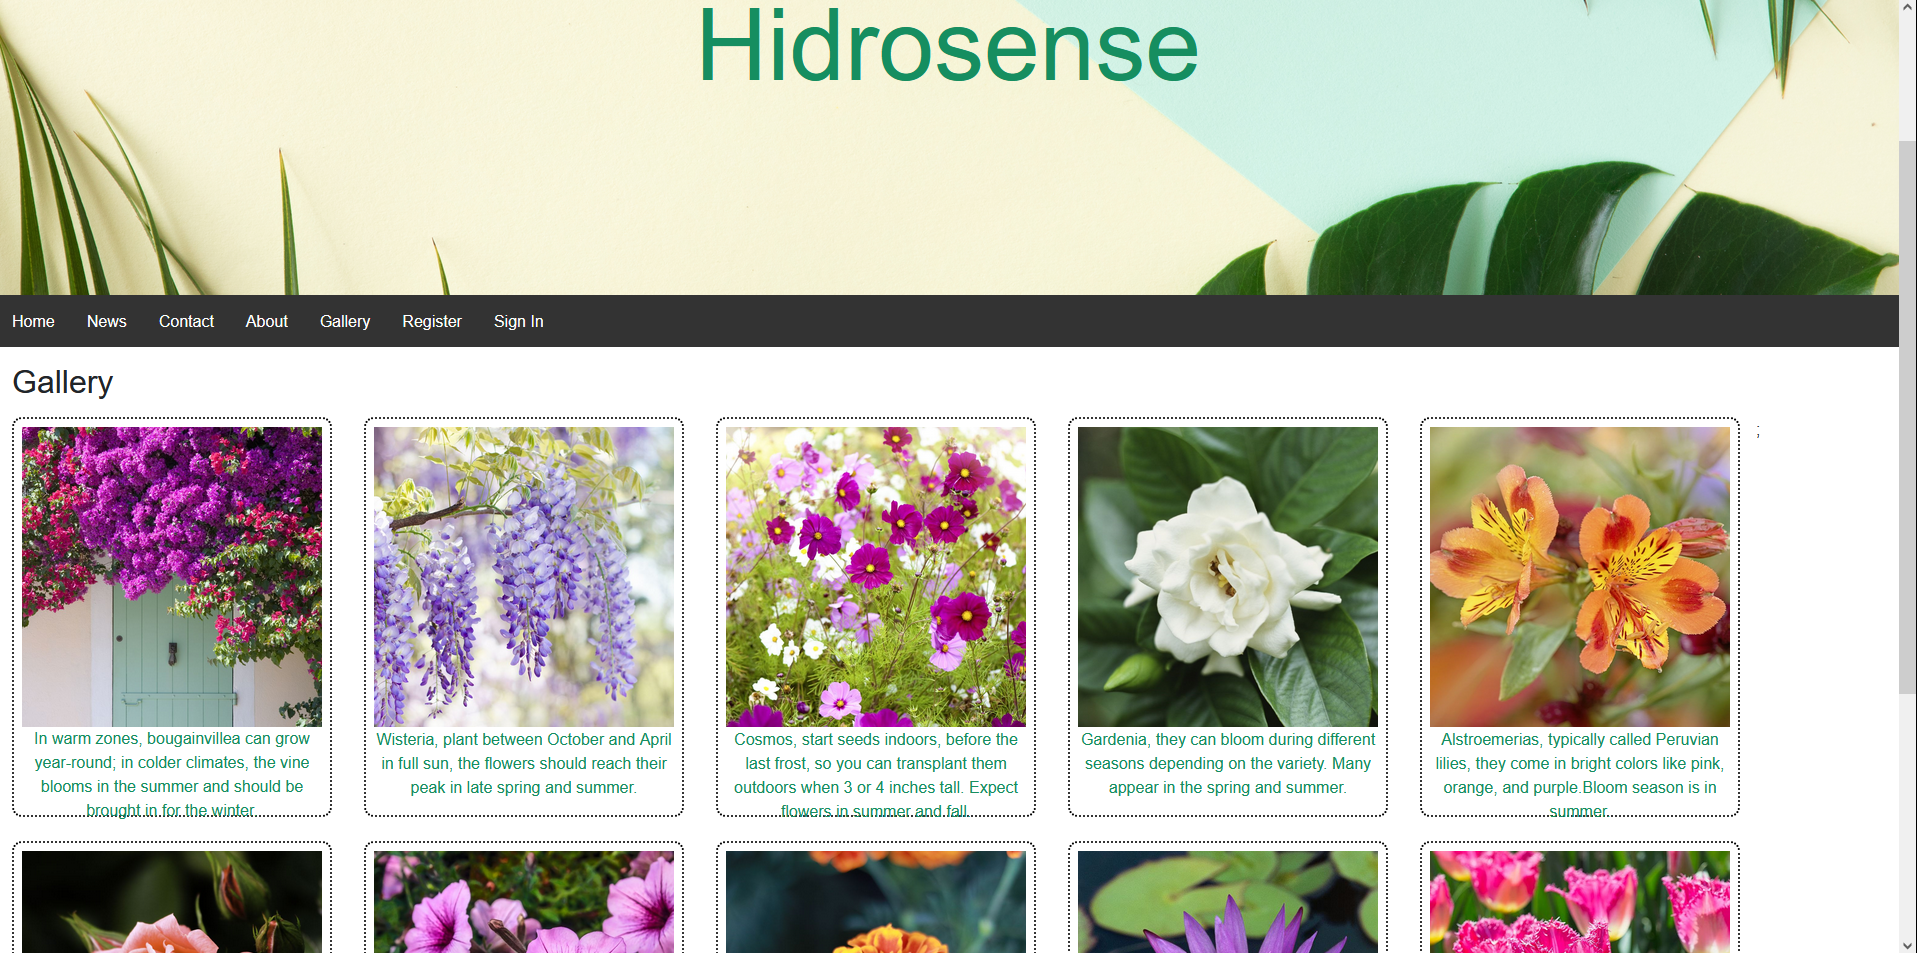 Hidrosense
Home News Contact About Gallery Register Sign In
Gallery
;
In warm zones, bougainvillea can grow
year-round; in colder climates, the vine
blooms in the summer and should be
brought in for the winter.
Wisteria, plant between October and April
in full sun, the flowers should reach their
peak in late spring and summer.
Cosmos, start seeds indoors, before the
last frost, so you can transplant them
outdoors when 3 or 4 inches tall. Expect
flowers in summer and fall.
Gardenia, they can bloom during different
seasons depending on the variety. Many
appear in the spring and summer.
Alstroemerias, typically called Peruvian
lilies, they come in bright colors like pink,
orange, and purple.Bloom season is in
summer.